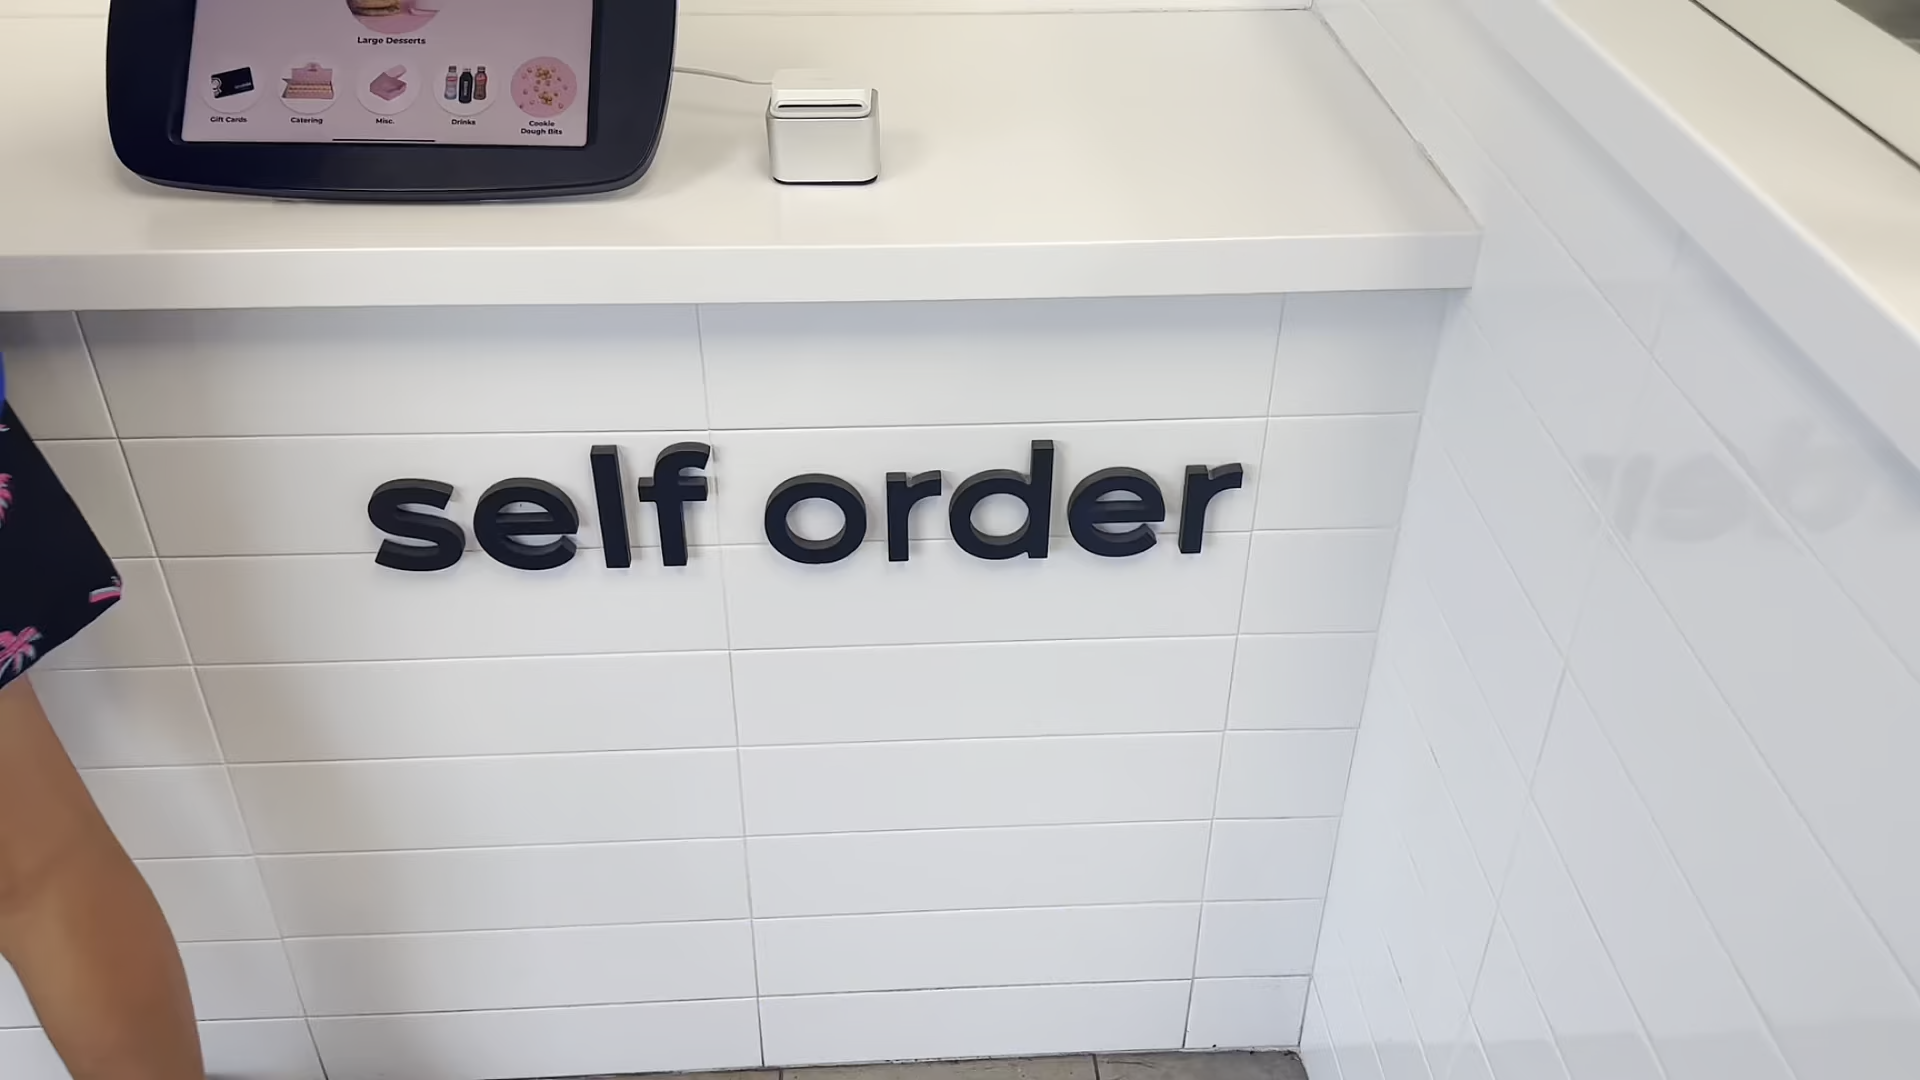 Large Desserts
Gift Cards
Catering
Misc.
Drinks
Cookie
Dough Bits
self order